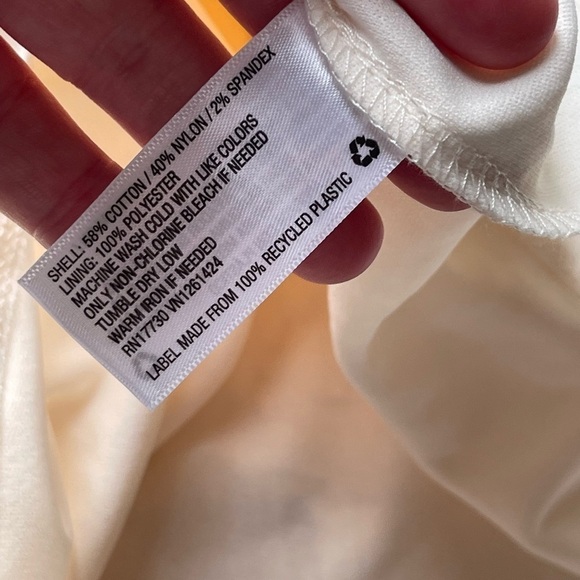 SHELL: 58% COTTON / 40% NYLON / 2% SPANDEX
LINING: 100% POLYESTER
MACHINE WASH COLD WITH LIKE COLORS
ONLY NON-CHLORINE BLEACH IF NEEDED
TUMBLE DRY LOW
WARM IRON IF NEEDED
RN17730 VN1261424
LABEL MADE FROM 100% RECYCLED PLASTIC